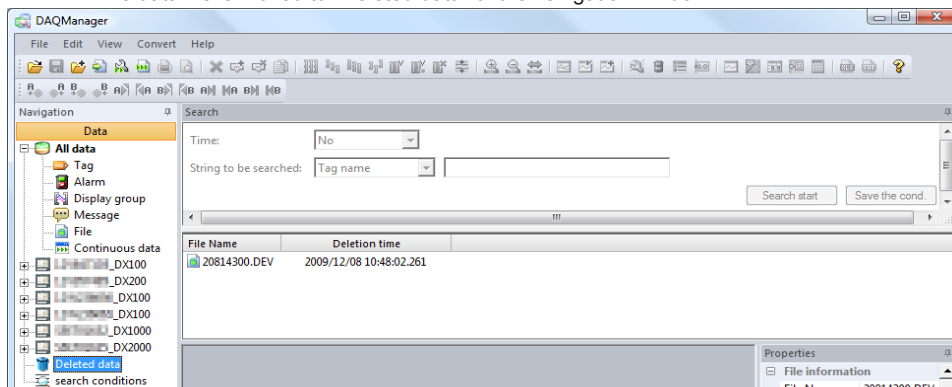 DAQManager
File Edit View Convert Help
Navigation
Data
All data
Tag
Alarm
Display group
Message
File
Continuous data
_DX100
_DX200
_DX100
_DX100
_DX1000
_DX2000
Deleted data
search conditions
Search
Time: No
String to be searched: Tag name
Search start Save the cond.
File Name Deletion time
20814300.DEV 2009/12/08 10:48:02.261
Properties
File information